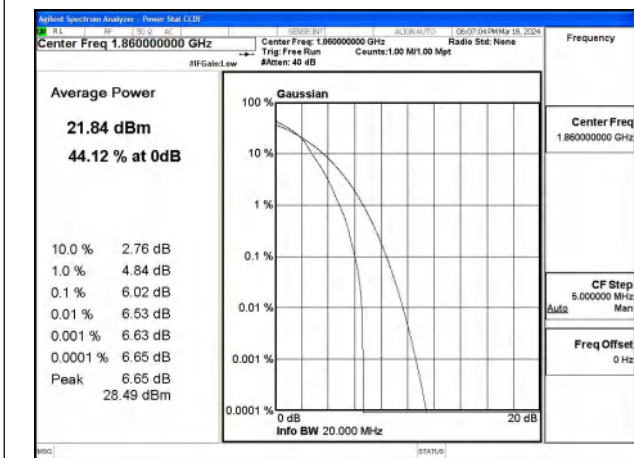 Agilent Spectrum Analyzer - Power Stat CCDF
RL RF 50 Ω AC SENSE:INT ALIGN AUTO 06:07:04 PM Mar 18, 2024
Center Freq 1.860000000 GHz
Center Freq: 1.860000000 GHz Radio Std: None
Trig: Free Run Counts:1.00 M/1.00 Mpt
#IFGain:Low #Atten: 40 dB
Frequency
Average Power
21.84 dBm
44.12 % at 0dB
10.0 % 2.76 dB
1.0 % 4.84 dB
0.1 % 6.02 dB
0.01 % 6.53 dB
0.001 % 6.63 dB
0.0001 % 6.65 dB
Peak 6.65 dB
28.49 dBm
Gaussian
100 %
10 %
1 %
0.1 %
0.01 %
0.001 %
0.0001 %
0 dB 20 dB
Info BW 20.000 MHz
Center Freq
1.860000000 GHz
CF Step
5.000000 MHz
Auto Man
Freq Offset
0 Hz
MSG STATUS